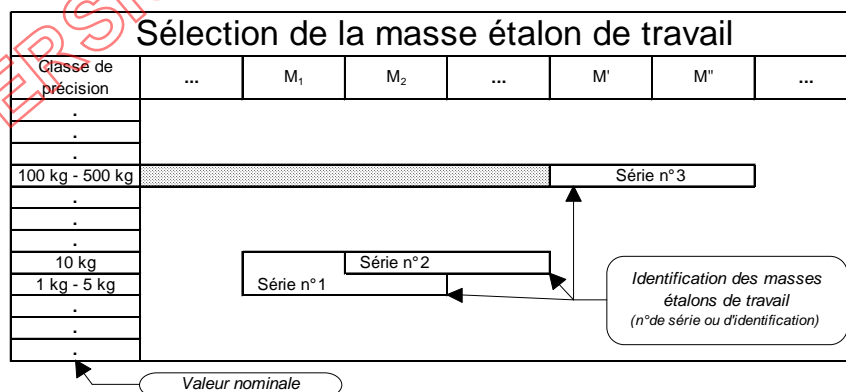 Sélection de la masse étalon de travail
Classe de précision ... M₁ M₂ ... M' M" ...
.
.
.
100 kg - 500 kg Série n°3
.
.
.
10 kg Série n°2
1 kg - 5 kg Série n°1
.
.
.
Identification des masses
étalons de travail
(n°de série ou d'identification)
Valeur nominale